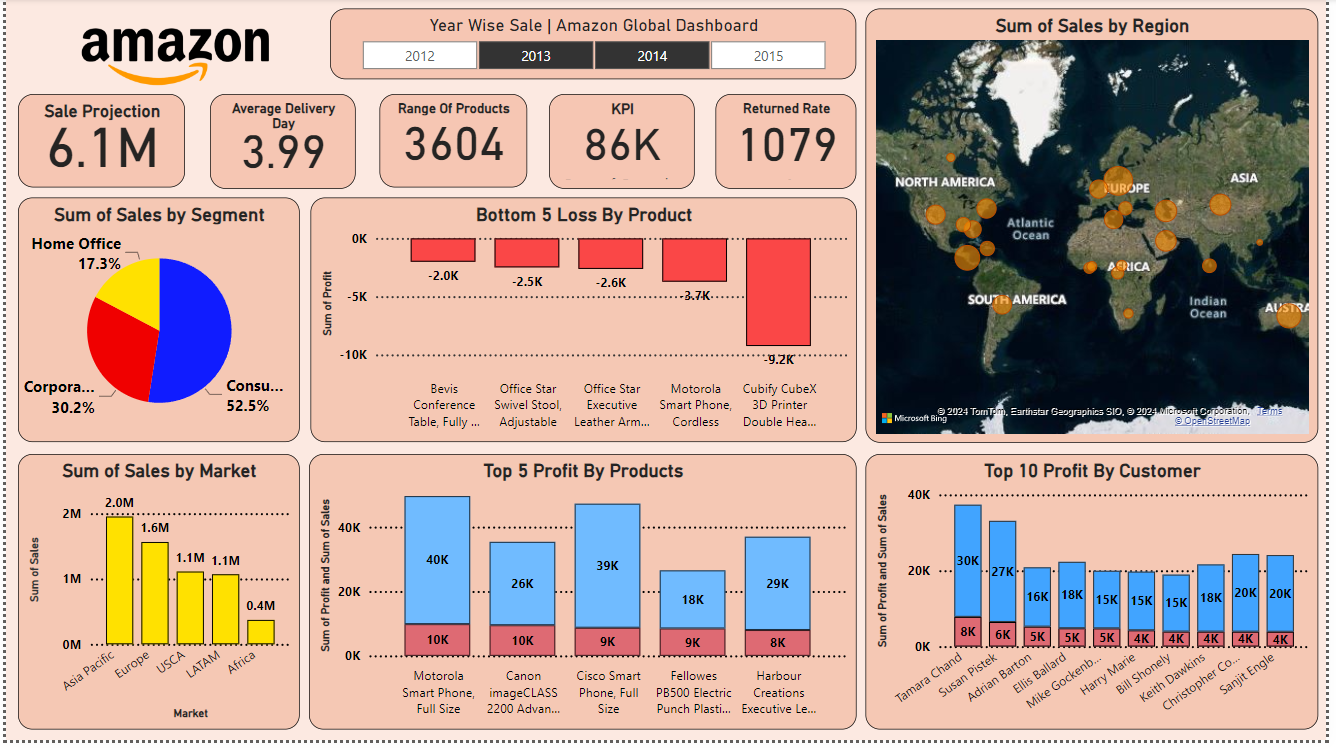 amazon
Year Wise Sale | Amazon Global Dashboard
2012
2013
2014
2015
Sale Projection
6.1M
Average Delivery
Day
3.99
Range Of Products
3604
KPI
86K
Returned Rate
1079
Sum of Sales by Region
NORTH AMERICA
EUROPE
ASIA
Atlantic
Ocean
AFRICA
SOUTH AMERICA
Indian
Ocean
AUSTRA
Microsoft Bing
© 2024 TomTom, Earthstar Geographics SIO, © 2024 Microsoft Corporation, Terms
© OpenStreetMap
Sum of Sales by Segment
Home Office
17.3%
Corpora...
30.2%
Consu...
52.5%
Bottom 5 Loss By Product
Sum of Profit
0K
-5K
-10K
-2.0K
-2.5K
-2.6K
-3.7K
-9.2K
Bevis
Conference
Table, Fully ...
Office Star
Swivel Stool,
Adjustable
Office Star
Executive
Leather Arm...
Motorola
Smart Phone,
Cordless
Cubify CubeX
3D Printer
Double Hea...
Sum of Sales by Market
Sum of Sales
2M
1M
0M
2.0M
1.6M
1.1M
1.1M
0.4M
Asia Pacific
Europe
USCA
LATAM
Africa
Market
Top 5 Profit By Products
Sum of Profit and Sum of Sales
40K
20K
0K
40K
26K
39K
18K
29K
10K
10K
9K
9K
8K
Motorola
Smart Phone,
Full Size
Canon
imageCLASS
2200 Advan...
Cisco Smart
Phone, Full
Size
Fellowes
PB500 Electric
Punch Plasti...
Harbour
Creations
Executive Le...
Top 10 Profit By Customer
Sum of Profit and Sum of Sales
40K
20K
0K
30K
27K
16K
18K
15K
15K
15K
18K
20K
20K
8K
6K
5K
5K
5K
4K
4K
4K
4K
4K
Tamara Chand
Susan Pistek
Adrian Barton
Ellis Ballard
Mike Gockenb...
Harry Marie
Bill Shonely
Keith Dawkins
Christopher Co...
Sanjit Engle